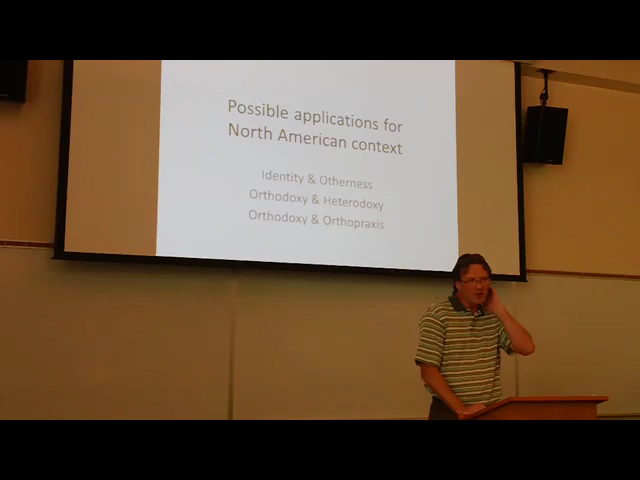 Possible applications for
North American context
Identity & Otherness
Orthodoxy & Heterodoxy
Orthodoxy & Orthopraxis